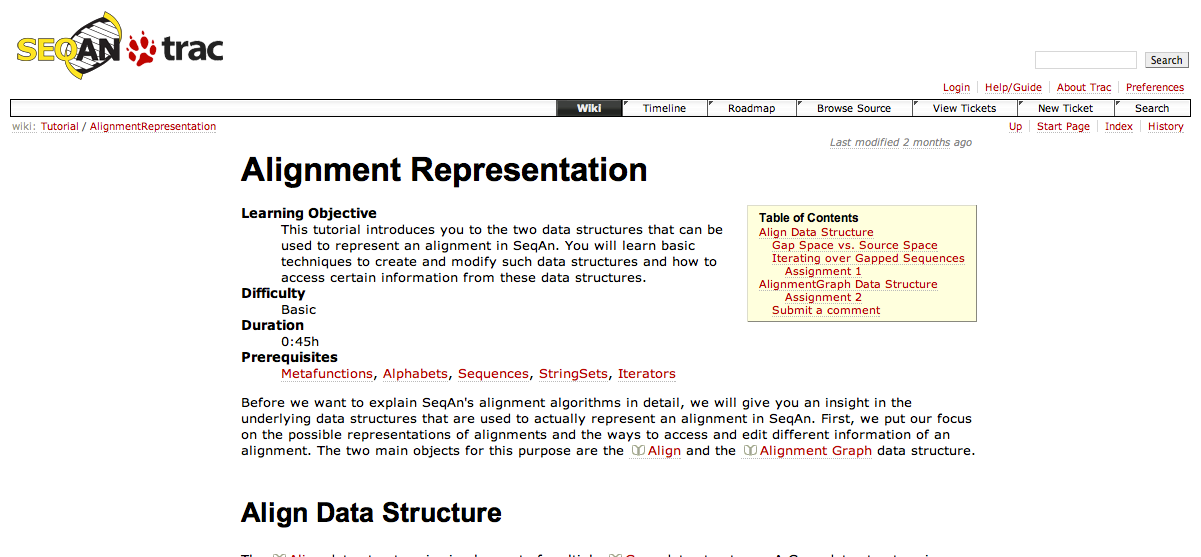 SEQAN trac
Search
Login Help/Guide About Trac Preferences
Wiki Timeline Roadmap Browse Source View Tickets New Ticket Search
wiki: Tutorial / AlignmentRepresentation
Up Start Page Index History
Last modified 2 months ago
Alignment Representation
Learning Objective
This tutorial introduces you to the two data structures that can be
used to represent an alignment in SeqAn. You will learn basic
techniques to create and modify such data structures and how to
access certain information from these data structures.
Difficulty
Basic
Duration
0:45h
Prerequisites
Metafunctions, Alphabets, Sequences, StringSets, Iterators
Table of Contents
Align Data Structure
Gap Space vs. Source Space
Iterating over Gapped Sequences
Assignment 1
AlignmentGraph Data Structure
Assignment 2
Submit a comment
Before we want to explain SeqAn's alignment algorithms in detail, we will give you an insight in the
underlying data structures that are used to actually represent an alignment in SeqAn. First, we put our focus
on the possible representations of alignments and the ways to access and edit different information of an
alignment. The two main objects for this purpose are the Align and the Alignment Graph data structure.
Align Data Structure